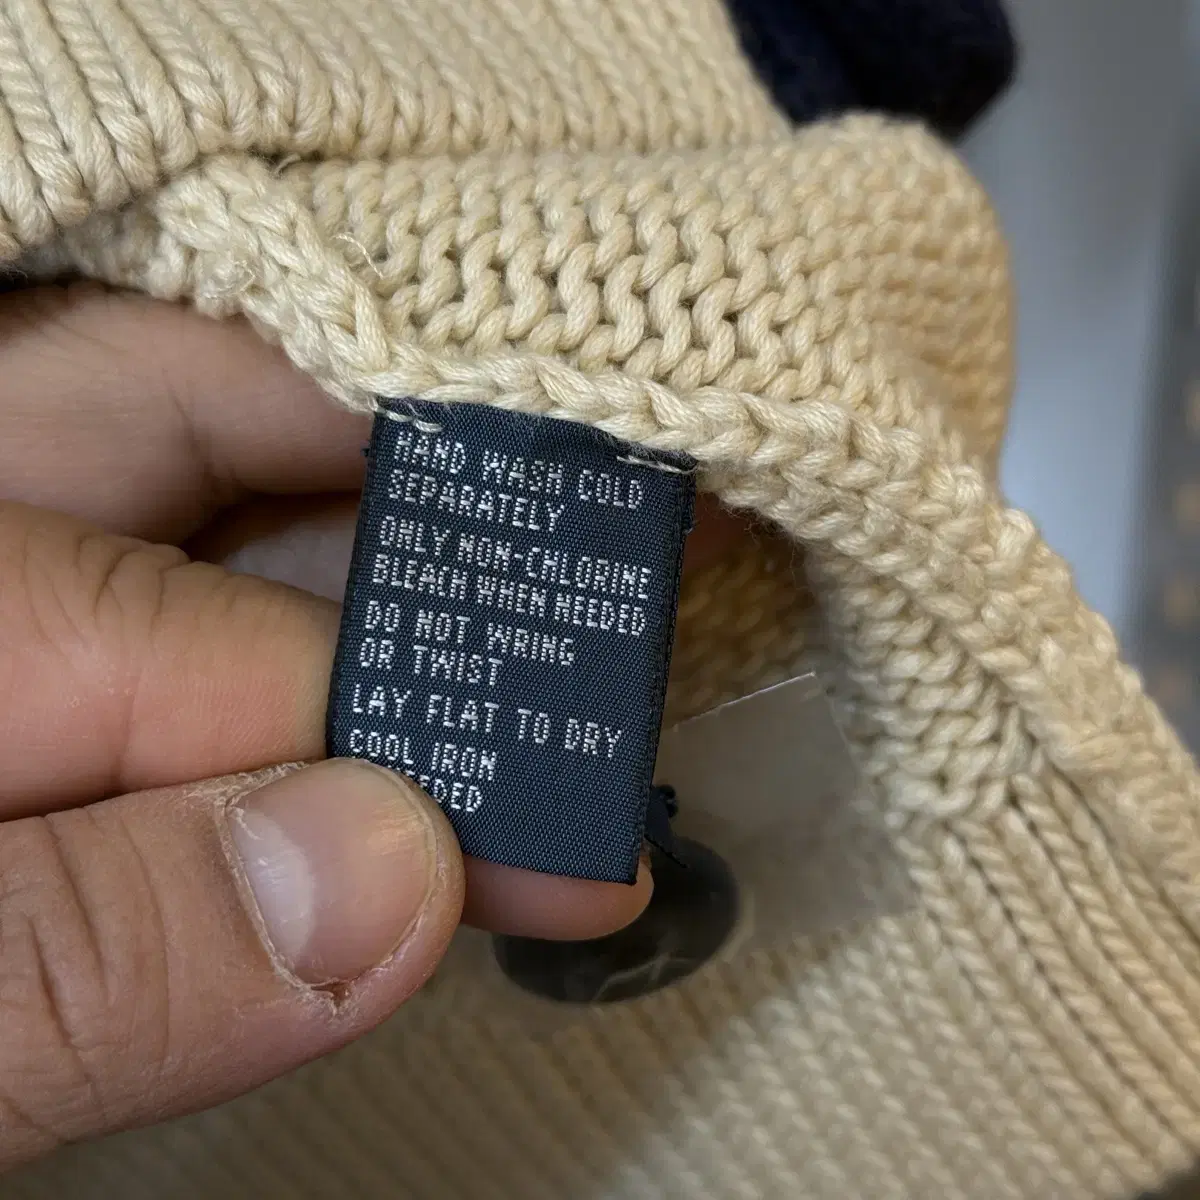 HAND WASH COLD
SEPARATELY
ONLY NON-CHLORINE
BLEACH WHEN NEEDED
DO NOT WRING
OR TWIST
LAY FLAT TO DRY
COOL IRON